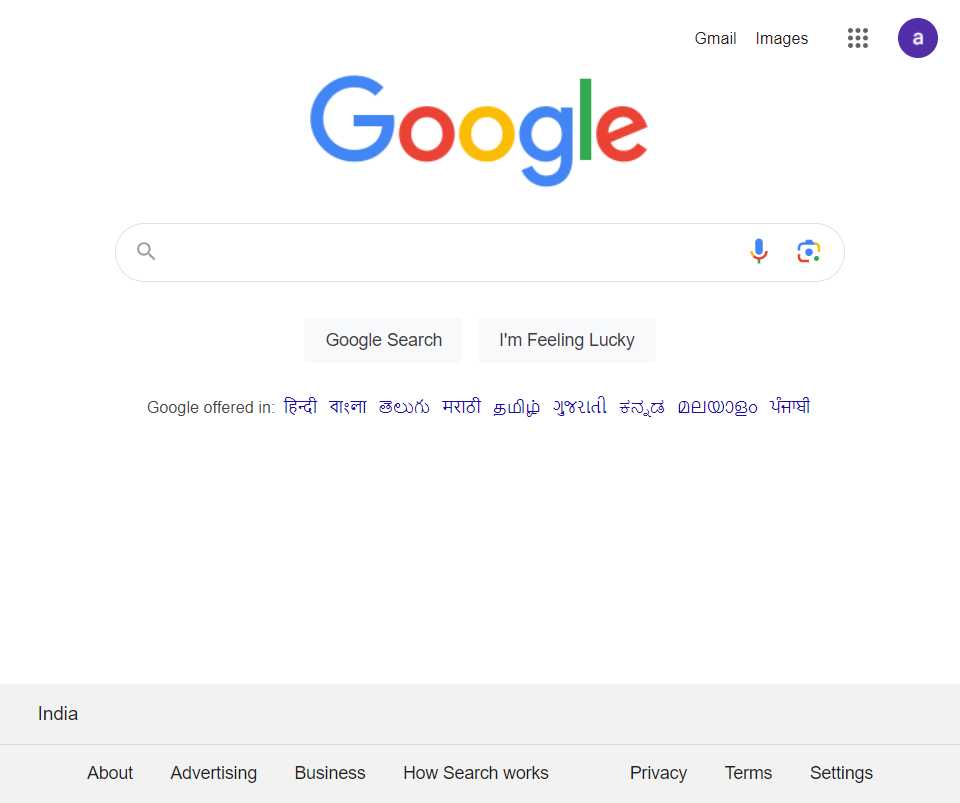 Gmail Images a
Google
Google Search I'm Feeling Lucky
Google offered in: हिन्दी বাংলা తెలుగు मराठी தமிழ் ગુજરાતી ಕನ್ನಡ മലയാളം ਪੰਜਾਬੀ
India
About Advertising Business How Search works Privacy Terms Settings